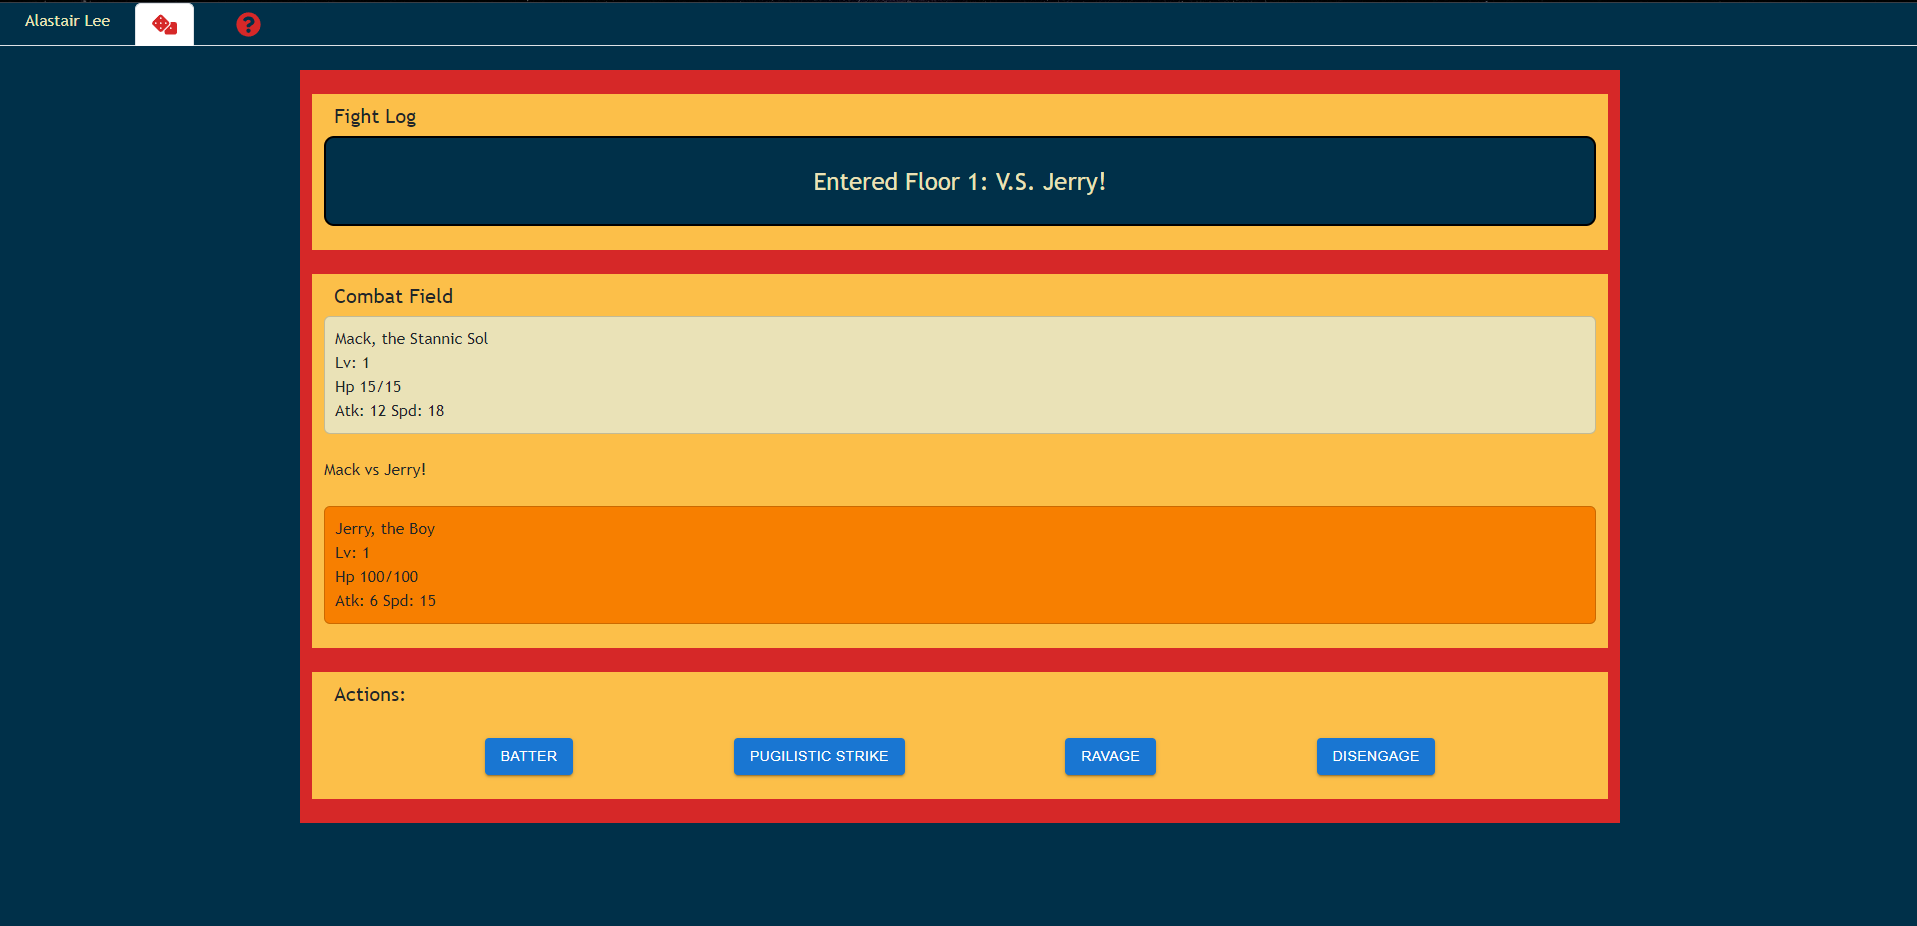 Alastair Lee
?
Fight Log
Entered Floor 1: V.S. Jerry!
Combat Field
Mack, the Stannic Sol
Lv: 1
Hp 15/15
Atk: 12 Spd: 18
Mack vs Jerry!
Jerry, the Boy
Lv: 1
Hp 100/100
Atk: 6 Spd: 15
Actions:
BATTER PUGILISTIC STRIKE RAVAGE DISENGAGE